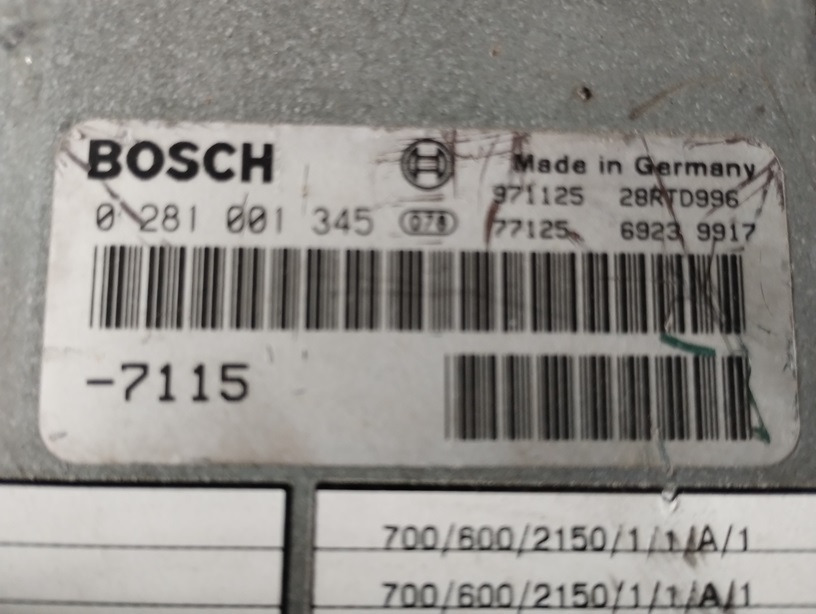 BOSCH Made in Germany
971125 28RTD996
0 281 001 345 078 77125 6923 9917
-7115
700/600/2150/1/1/A/1
700/600/2150/1/1/A/1